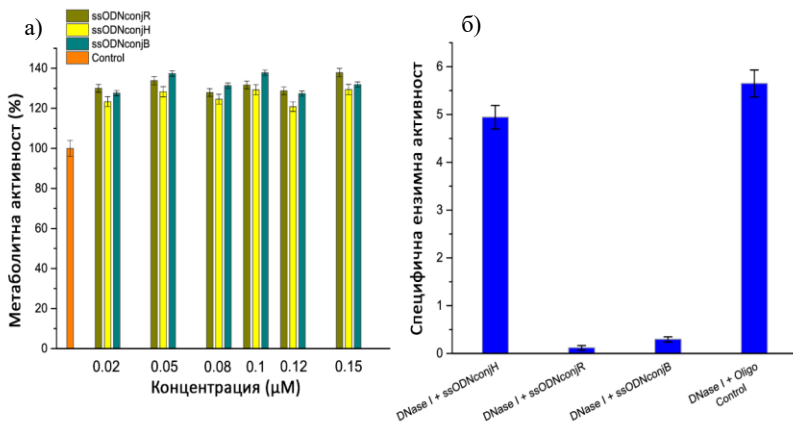 а)
ssODNconjR
ssODNconjH
ssODNconjB
Control
Метаболитна активност (%)
140
120
100
80
60
40
20
0
0.02
0.05
0.08
0.1
0.12
0.15
Концентрация (µM)
б)
Специфична ензимна активност
6
5
4
3
2
1
0
DNase I + ssODNconjH
DNase I + ssODNconjR
DNase I + ssODNconjB
DNase I + Oligo
Control